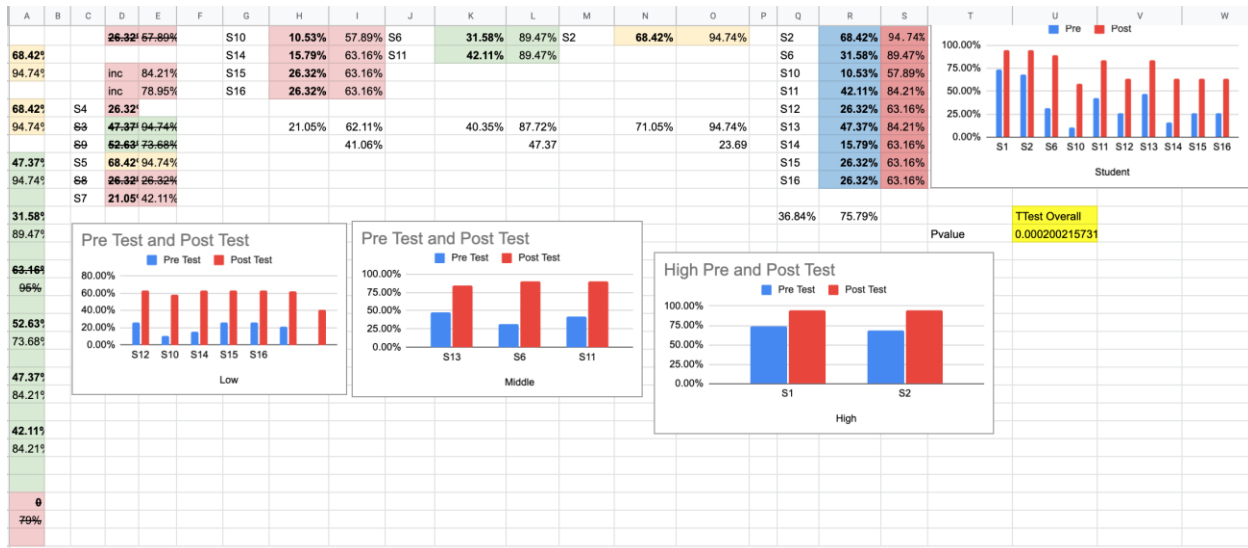 A B C D E F G H I J K L M N O P Q R S T U V W
26.32% 57.89% S10 10.53% 57.89% S6 31.58% 89.47% S2 68.42% 94.74% S2 68.42% 94.74%
68.42% S14 15.79% 63.16% S11 42.11% 89.47% S6 31.58% 89.47%
94.74% inc 84.21% S15 26.32% 63.16% S10 10.53% 57.89%
inc 78.95% S16 26.32% 63.16% S11 42.11% 84.21%
68.42% S4 26.32% S12 26.32% 63.16%
94.74% S3 47.37% 94.74% 21.05% 62.11% 40.35% 87.72% 71.05% 94.74% S13 47.37% 84.21%
S9 52.63% 73.68% 41.06% 47.37 23.69 S14 15.79% 63.16%
47.37% S5 68.42% 94.74% S15 26.32% 63.16%
94.74% S8 26.32% 26.32% S16 26.32% 63.16%
S7 21.05% 42.11%
31.58% 36.84% 75.79% TTest Overall
89.47% Pvalue 0.000200215731
63.16%
95%
52.63%
73.68%
47.37%
84.21%
42.11%
84.21%
0
79%
Pre Post
100.00%
75.00%
50.00%
25.00%
0.00%
S1 S2 S6 S10 S11 S12 S13 S14 S15 S16
Student
Pre Test and Post Test
Pre Test Post Test
80.00%
60.00%
40.00%
20.00%
0.00%
S12 S10 S14 S15 S16
Low
Pre Test and Post Test
Pre Test Post Test
100.00%
75.00%
50.00%
25.00%
0.00%
S13 S6 S11
Middle
High Pre and Post Test
Pre Test Post Test
100.00%
75.00%
50.00%
25.00%
0.00%
S1 S2
High